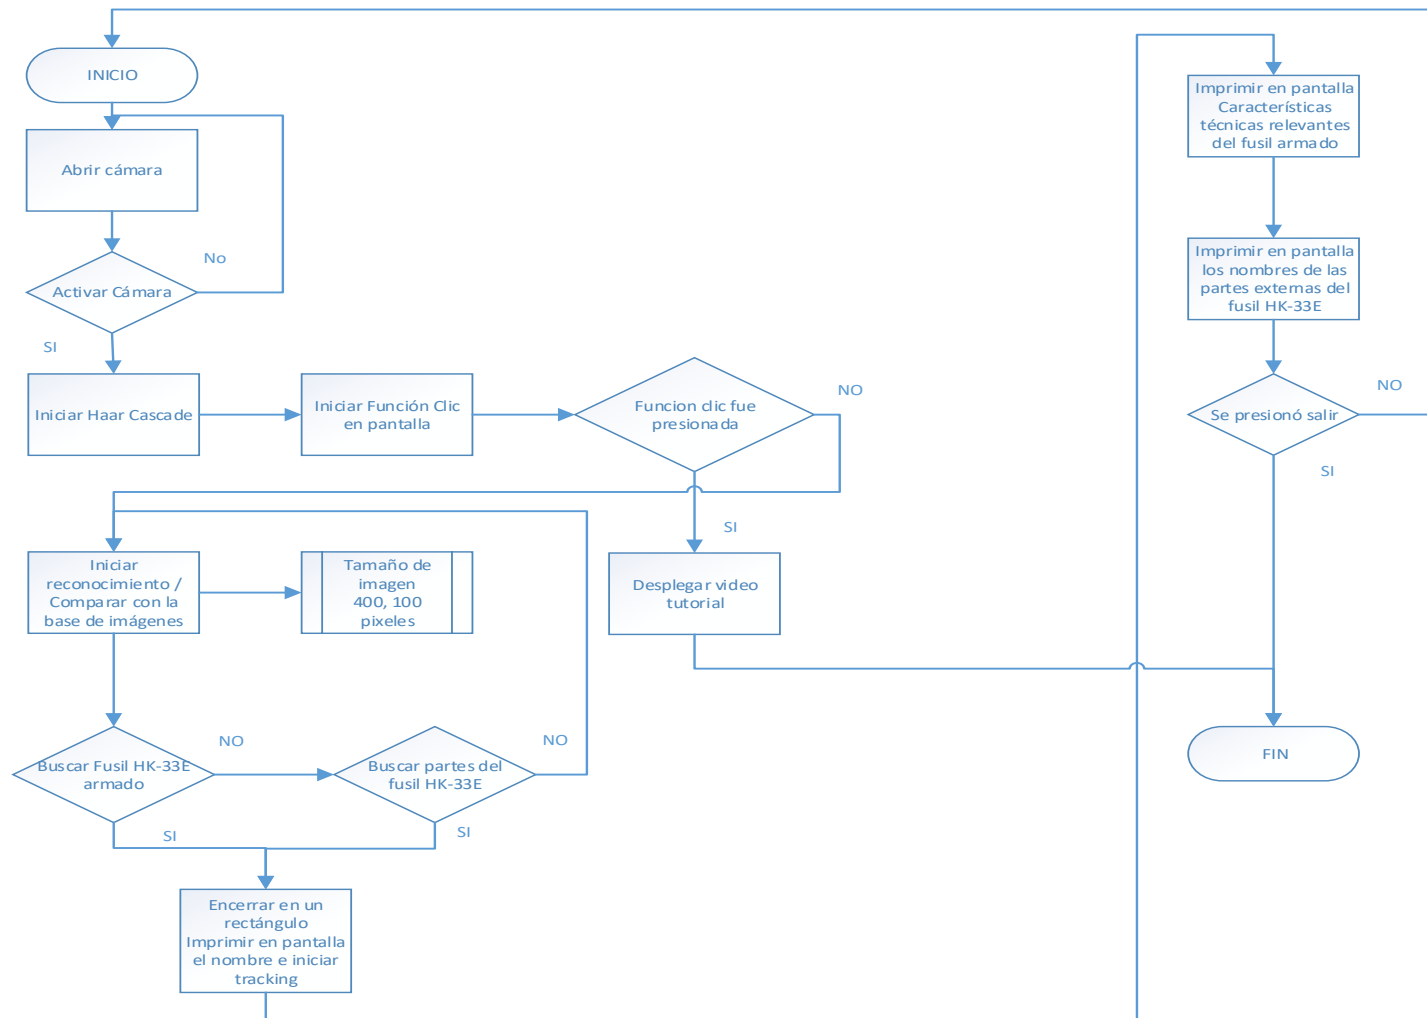 INICIO
Abrir cámara
No
Activar Cámara
SI
Iniciar Haar Cascade
Iniciar Función Clic
en pantalla
Funcion clic fue
presionada
NO
SI
Desplegar video
tutorial
Iniciar
reconocimiento /
Comparar con la
base de imágenes
Tamaño de
imagen
400, 100
pixeles
Buscar Fusil HK-33E
armado
NO
SI
Buscar partes del
fusil HK-33E
NO
SI
Encerrar en un
rectángulo
Imprimir en pantalla
el nombre e iniciar
tracking
Imprimir en pantalla
Característícas
técnicas relevantes
del fusil armado
Imprimir en pantalla
los nombres de las
partes externas del
fusil HK-33E
Se presionó salir
NO
SI
FIN